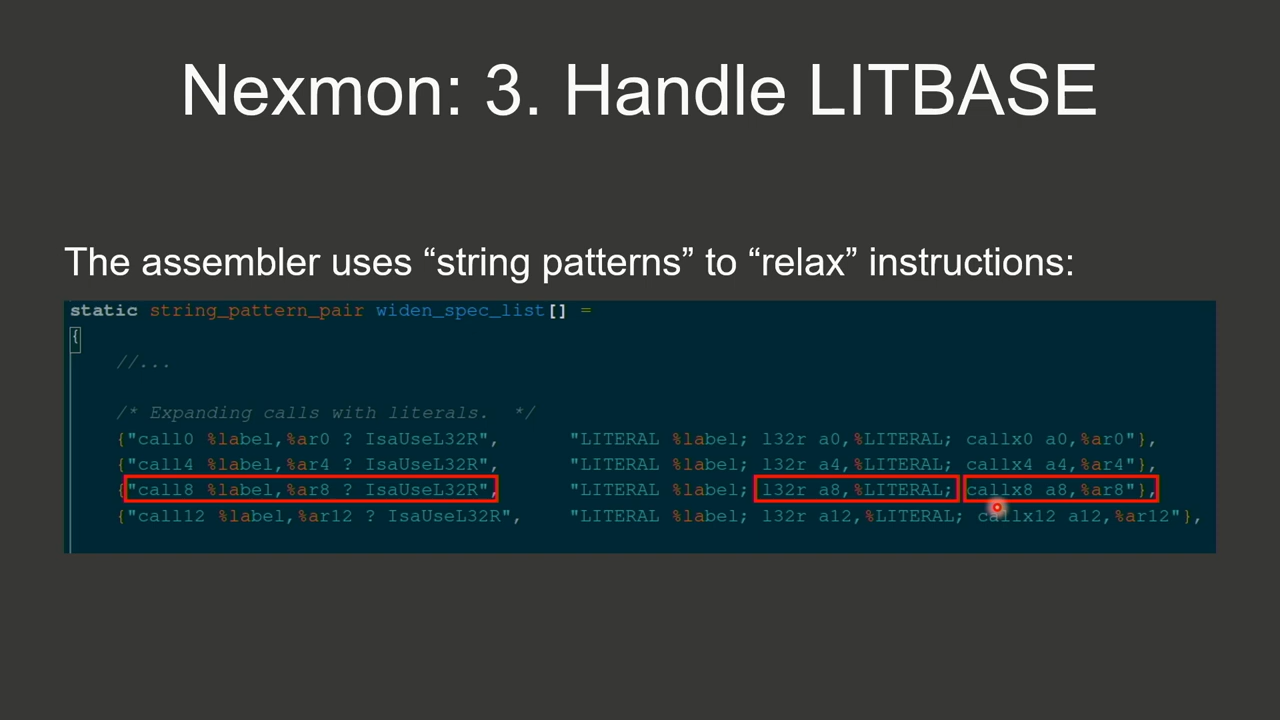 Nexmon: 3. Handle LITBASE
The assembler uses “string patterns” to “relax” instructions:
static string_pattern_pair widen_spec_list[] =
{
//...
/* Expanding calls with literals.  */
{"call0 %label,%ar0 ? IsaUseL32R", "LITERAL %label; l32r a0,%LITERAL; callx0 a0,%ar0"},
{"call4 %label,%ar4 ? IsaUseL32R", "LITERAL %label; l32r a4,%LITERAL; callx4 a4,%ar4"},
{"call8 %label,%ar8 ? IsaUseL32R", "LITERAL %label; l32r a8,%LITERAL; callx8 a8,%ar8"},
{"call12 %label,%ar12 ? IsaUseL32R", "LITERAL %label; l32r a12,%LITERAL; callx12 a12,%ar12"},